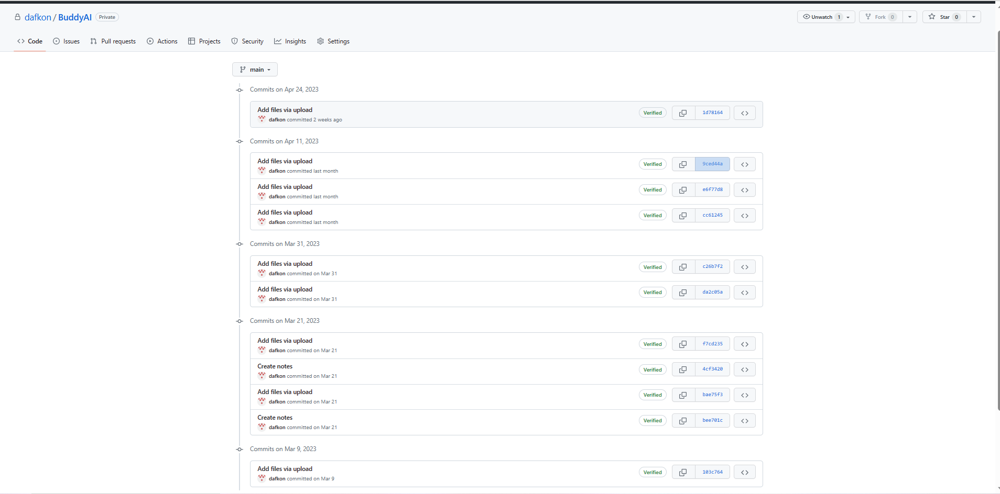 dafkon / BuddyAI Private
Unwatch 1 Fork 0 Star 0
Code Issues Pull requests Actions Projects Security Insights Settings
main
Commits on Apr 24, 2023
Add files via upload
dafkon committed 2 weeks ago
Verified 1d78164
Commits on Apr 11, 2023
Add files via upload
dafkon committed last month
Verified 9ced44a
Add files via upload
dafkon committed last month
Verified e6f77d8
Add files via upload
dafkon committed last month
Verified cc61245
Commits on Mar 31, 2023
Add files via upload
dafkon committed on Mar 31
Verified c26b7f2
Add files via upload
dafkon committed on Mar 31
Verified da2c05a
Commits on Mar 21, 2023
Add files via upload
dafkon committed on Mar 21
Verified f7cd235
Create notes
dafkon committed on Mar 21
Verified 4cf3420
Add files via upload
dafkon committed on Mar 21
Verified bae75f3
Create notes
dafkon committed on Mar 21
Verified bee701c
Commits on Mar 9, 2023
Add files via upload
dafkon committed on Mar 9
Verified 103c764